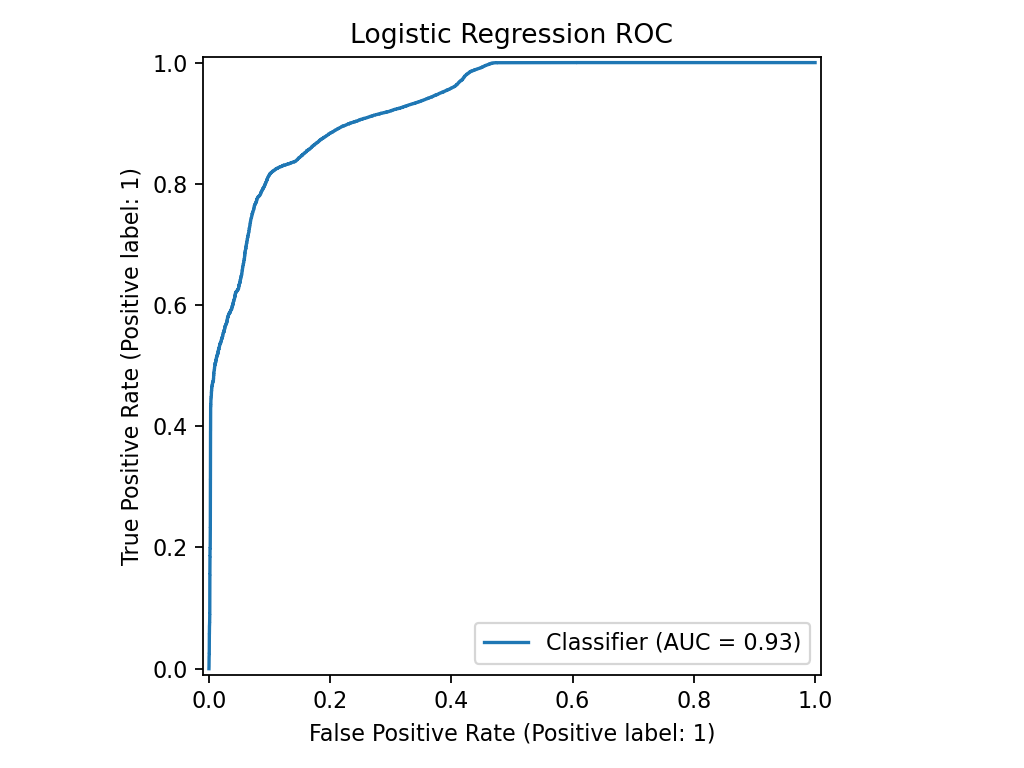 Logistic Regression ROC
1.0
0.8
0.6
0.4
0.2
0.0
True Positive Rate (Positive label: 1)
Classifier (AUC = 0.93)
0.0 0.2 0.4 0.6 0.8 1.0
False Positive Rate (Positive label: 1)